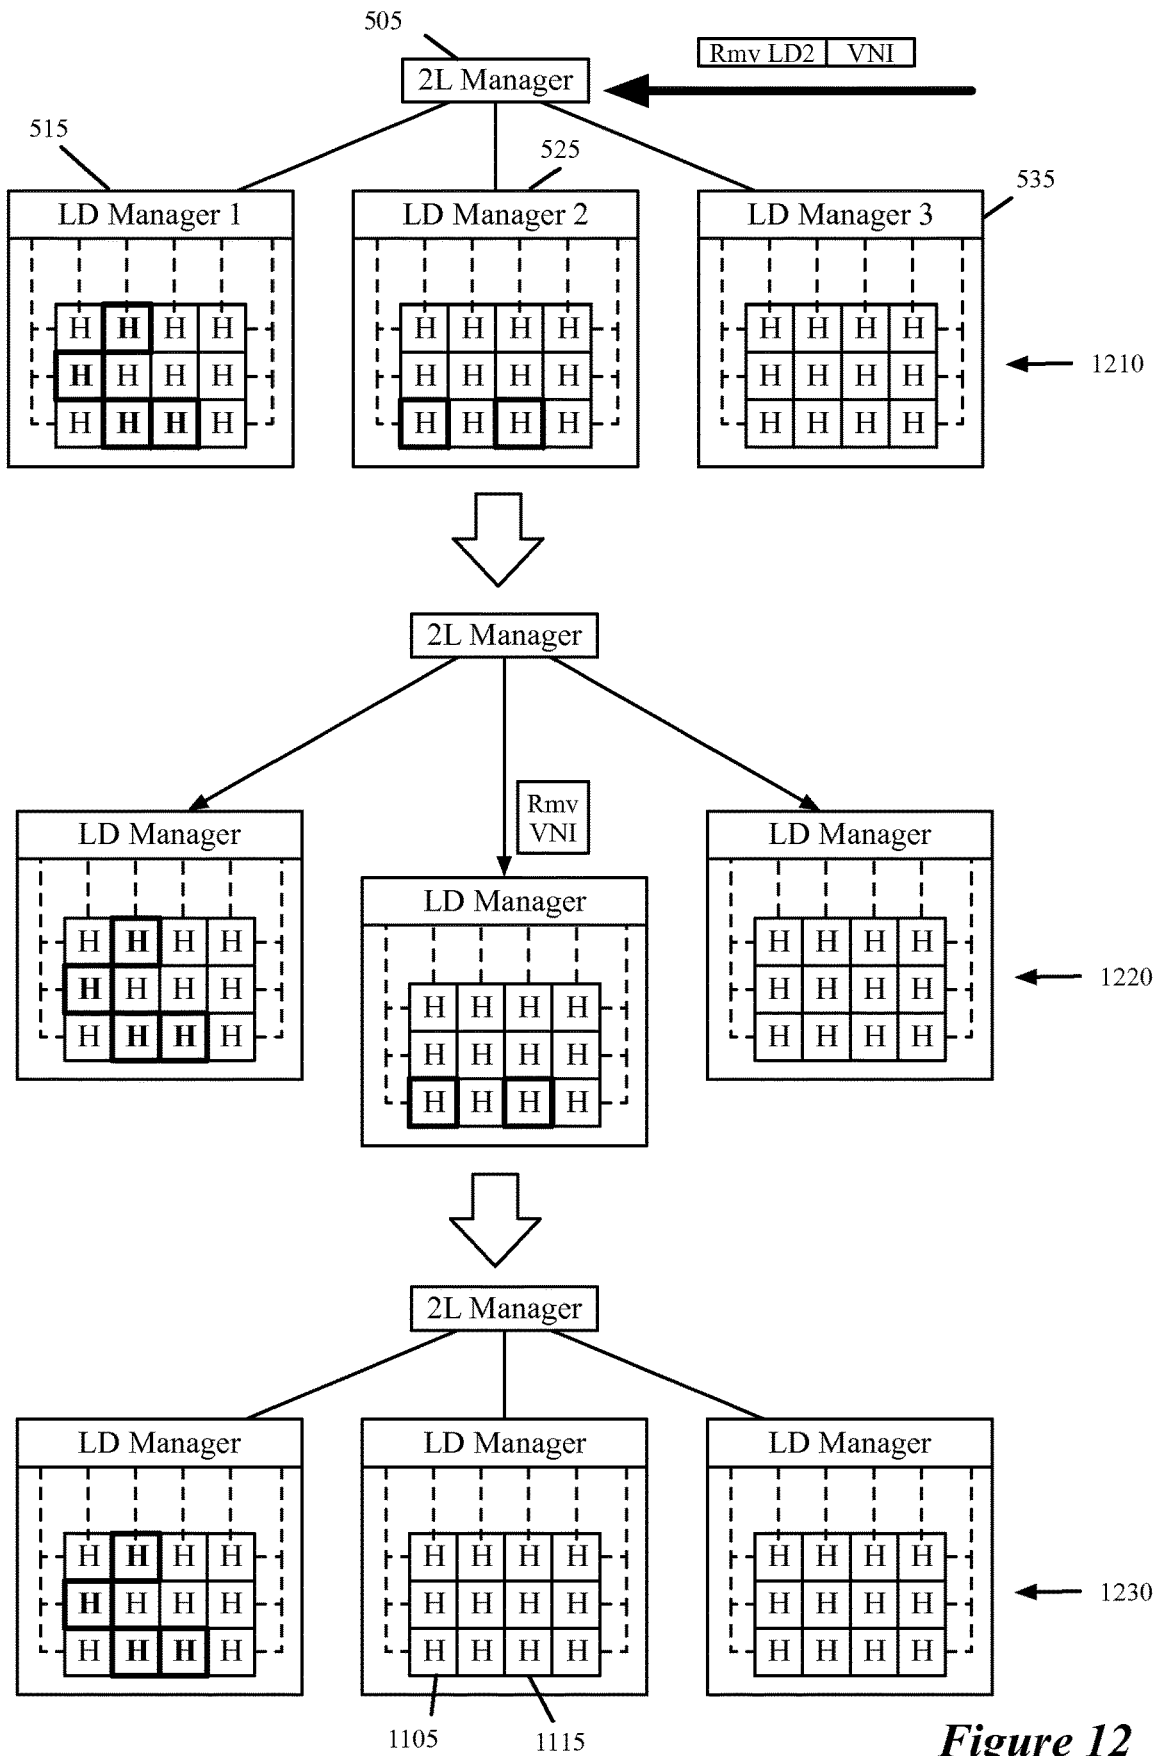 505
Rmv LD2 VNI
2L Manager
515
525
535
LD Manager 1 LD Manager 2 LD Manager 3
H H H H H H H H H H H H
H H H H H H H H H H H H
1210
H H H H H H H H H H H H
2L Manager
Rmv
VNI
LD Manager LD Manager LD Manager
H H H H H H H H H H H H
H H H H H H H H H H H H
1220
H H H H H H H H H H H H
2L Manager
LD Manager LD Manager LD Manager
H H H H H H H H H H H H
H H H H H H H H H H H H
1230
H H H H H H H H H H H H
1105 1115
Figure 12